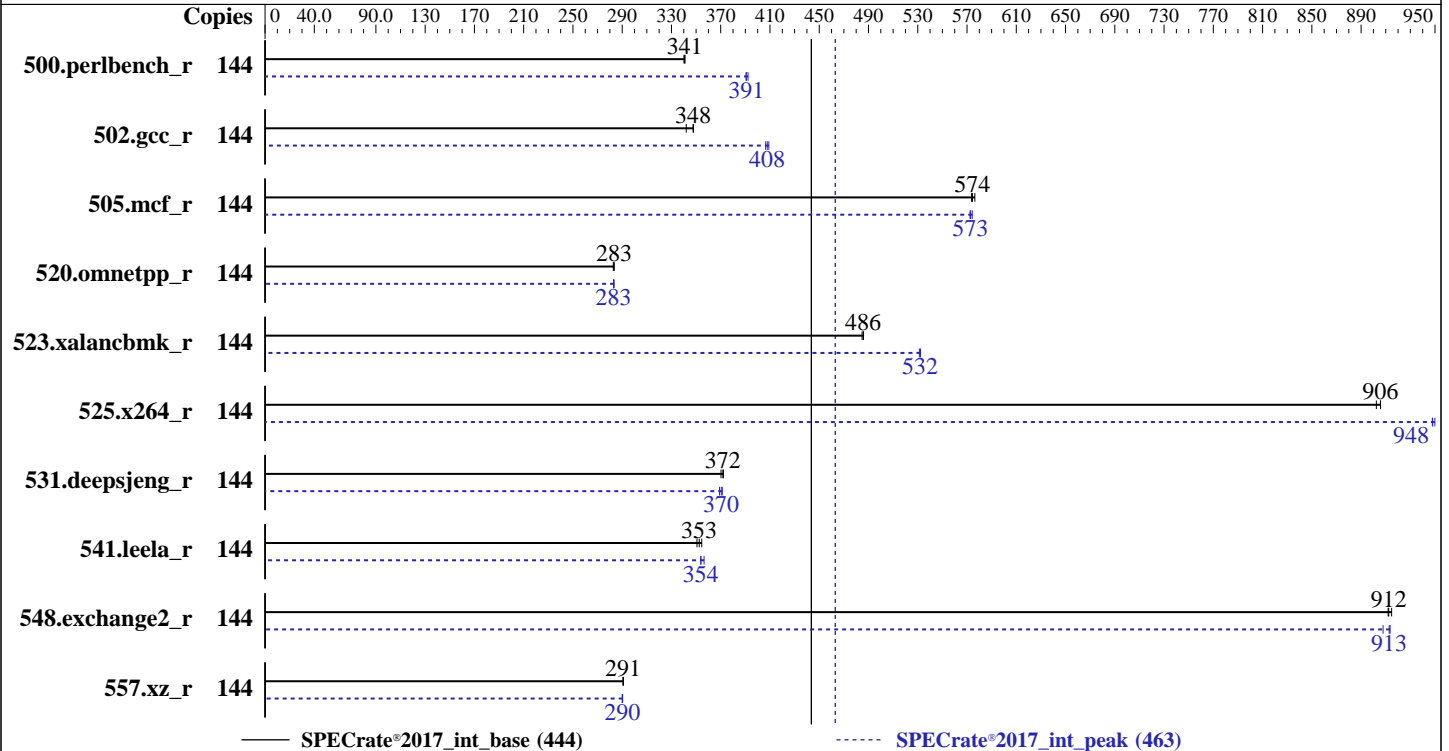 Copies 0 40.0 90.0 130 170 210 250 290 330 370 410 450 490 530 570 610 650 690 730 770 810 850 890 950
341
500.perlbench_r 144
391
348
502.gcc_r 144
408
574
505.mcf_r 144
573
283
520.omnetpp_r 144
283
486
523.xalancbmk_r 144
532
906
525.x264_r 144
948
372
531.deepsjeng_r 144
370
353
541.leela_r 144
354
912
548.exchange2_r 144
913
291
557.xz_r 144
290
SPECrate®2017_int_base (444) SPECrate®2017_int_peak (463)